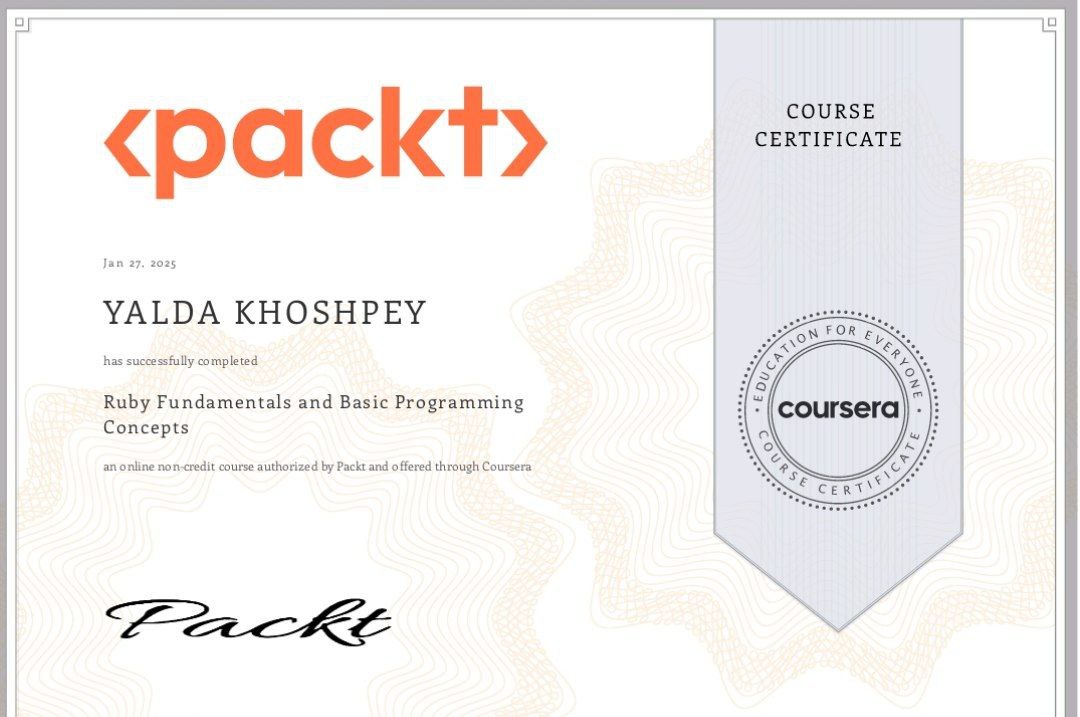 <packt>
COURSE
CERTIFICATE
Jan 27, 2025
YALDA KHOSHPEY
has successfully completed
Ruby Fundamentals and Basic Programming
Concepts
an online non-credit course authorized by Packt and offered through Coursera
EDUCATION FOR EVERYONE
coursera
COURSE CERTIFICATE
Packt